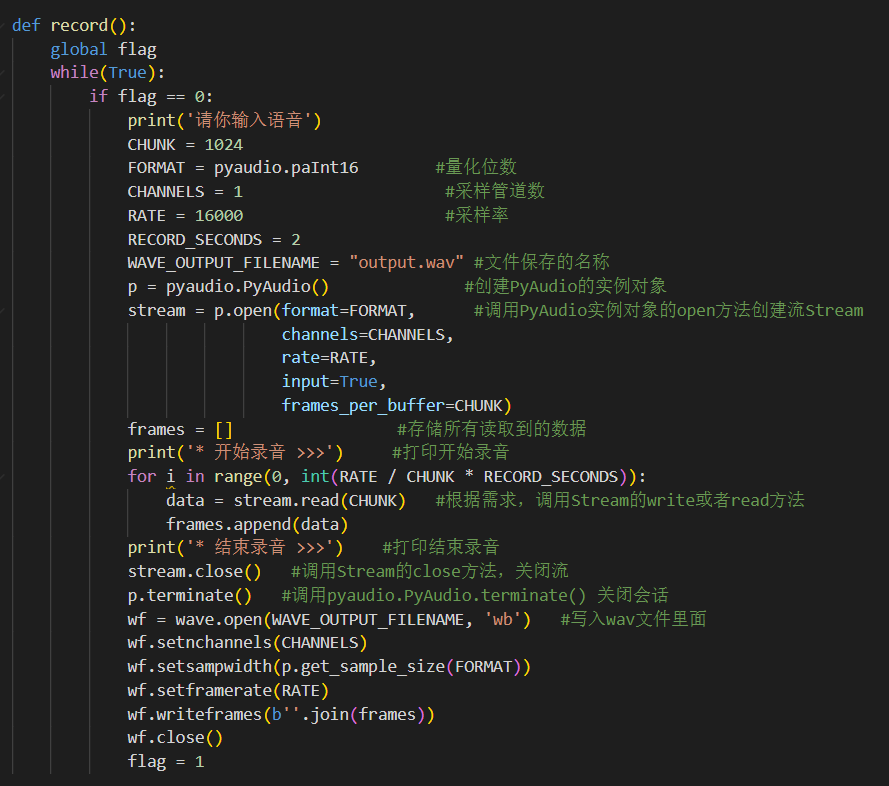 def record():
    global flag
    while(True):
        if flag == 0:
            print('请你输入语音')
            CHUNK = 1024
            FORMAT = pyaudio.paInt16        #量化位数
            CHANNELS = 1                     #采样管道数
            RATE = 16000                     #采样率
            RECORD_SECONDS = 2
            WAVE_OUTPUT_FILENAME = "output.wav" #文件保存的名称
            p = pyaudio.PyAudio()              #创建PyAudio的实例对象
            stream = p.open(format=FORMAT,      #调用PyAudio实例对象的open方法创建流Stream
                            channels=CHANNELS,
                            rate=RATE,
                            input=True,
                            frames_per_buffer=CHUNK)
            frames = []                 #存储所有读取到的数据
            print('* 开始录音 >>>')     #打印开始录音
            for i in range(0, int(RATE / CHUNK * RECORD_SECONDS)):
                data = stream.read(CHUNK)   #根据需求，调用Stream的write或者read方法
                frames.append(data)
            print('* 结束录音 >>>')    #打印结束录音
            stream.close()   #调用Stream的close方法，关闭流
            p.terminate()   #调用pyaudio.PyAudio.terminate() 关闭会话
            wf = wave.open(WAVE_OUTPUT_FILENAME, 'wb')   #写入wav文件里面
            wf.setnchannels(CHANNELS)
            wf.setsampwidth(p.get_sample_size(FORMAT))
            wf.setframerate(RATE)
            wf.writeframes(b''.join(frames))
            wf.close()
            flag = 1